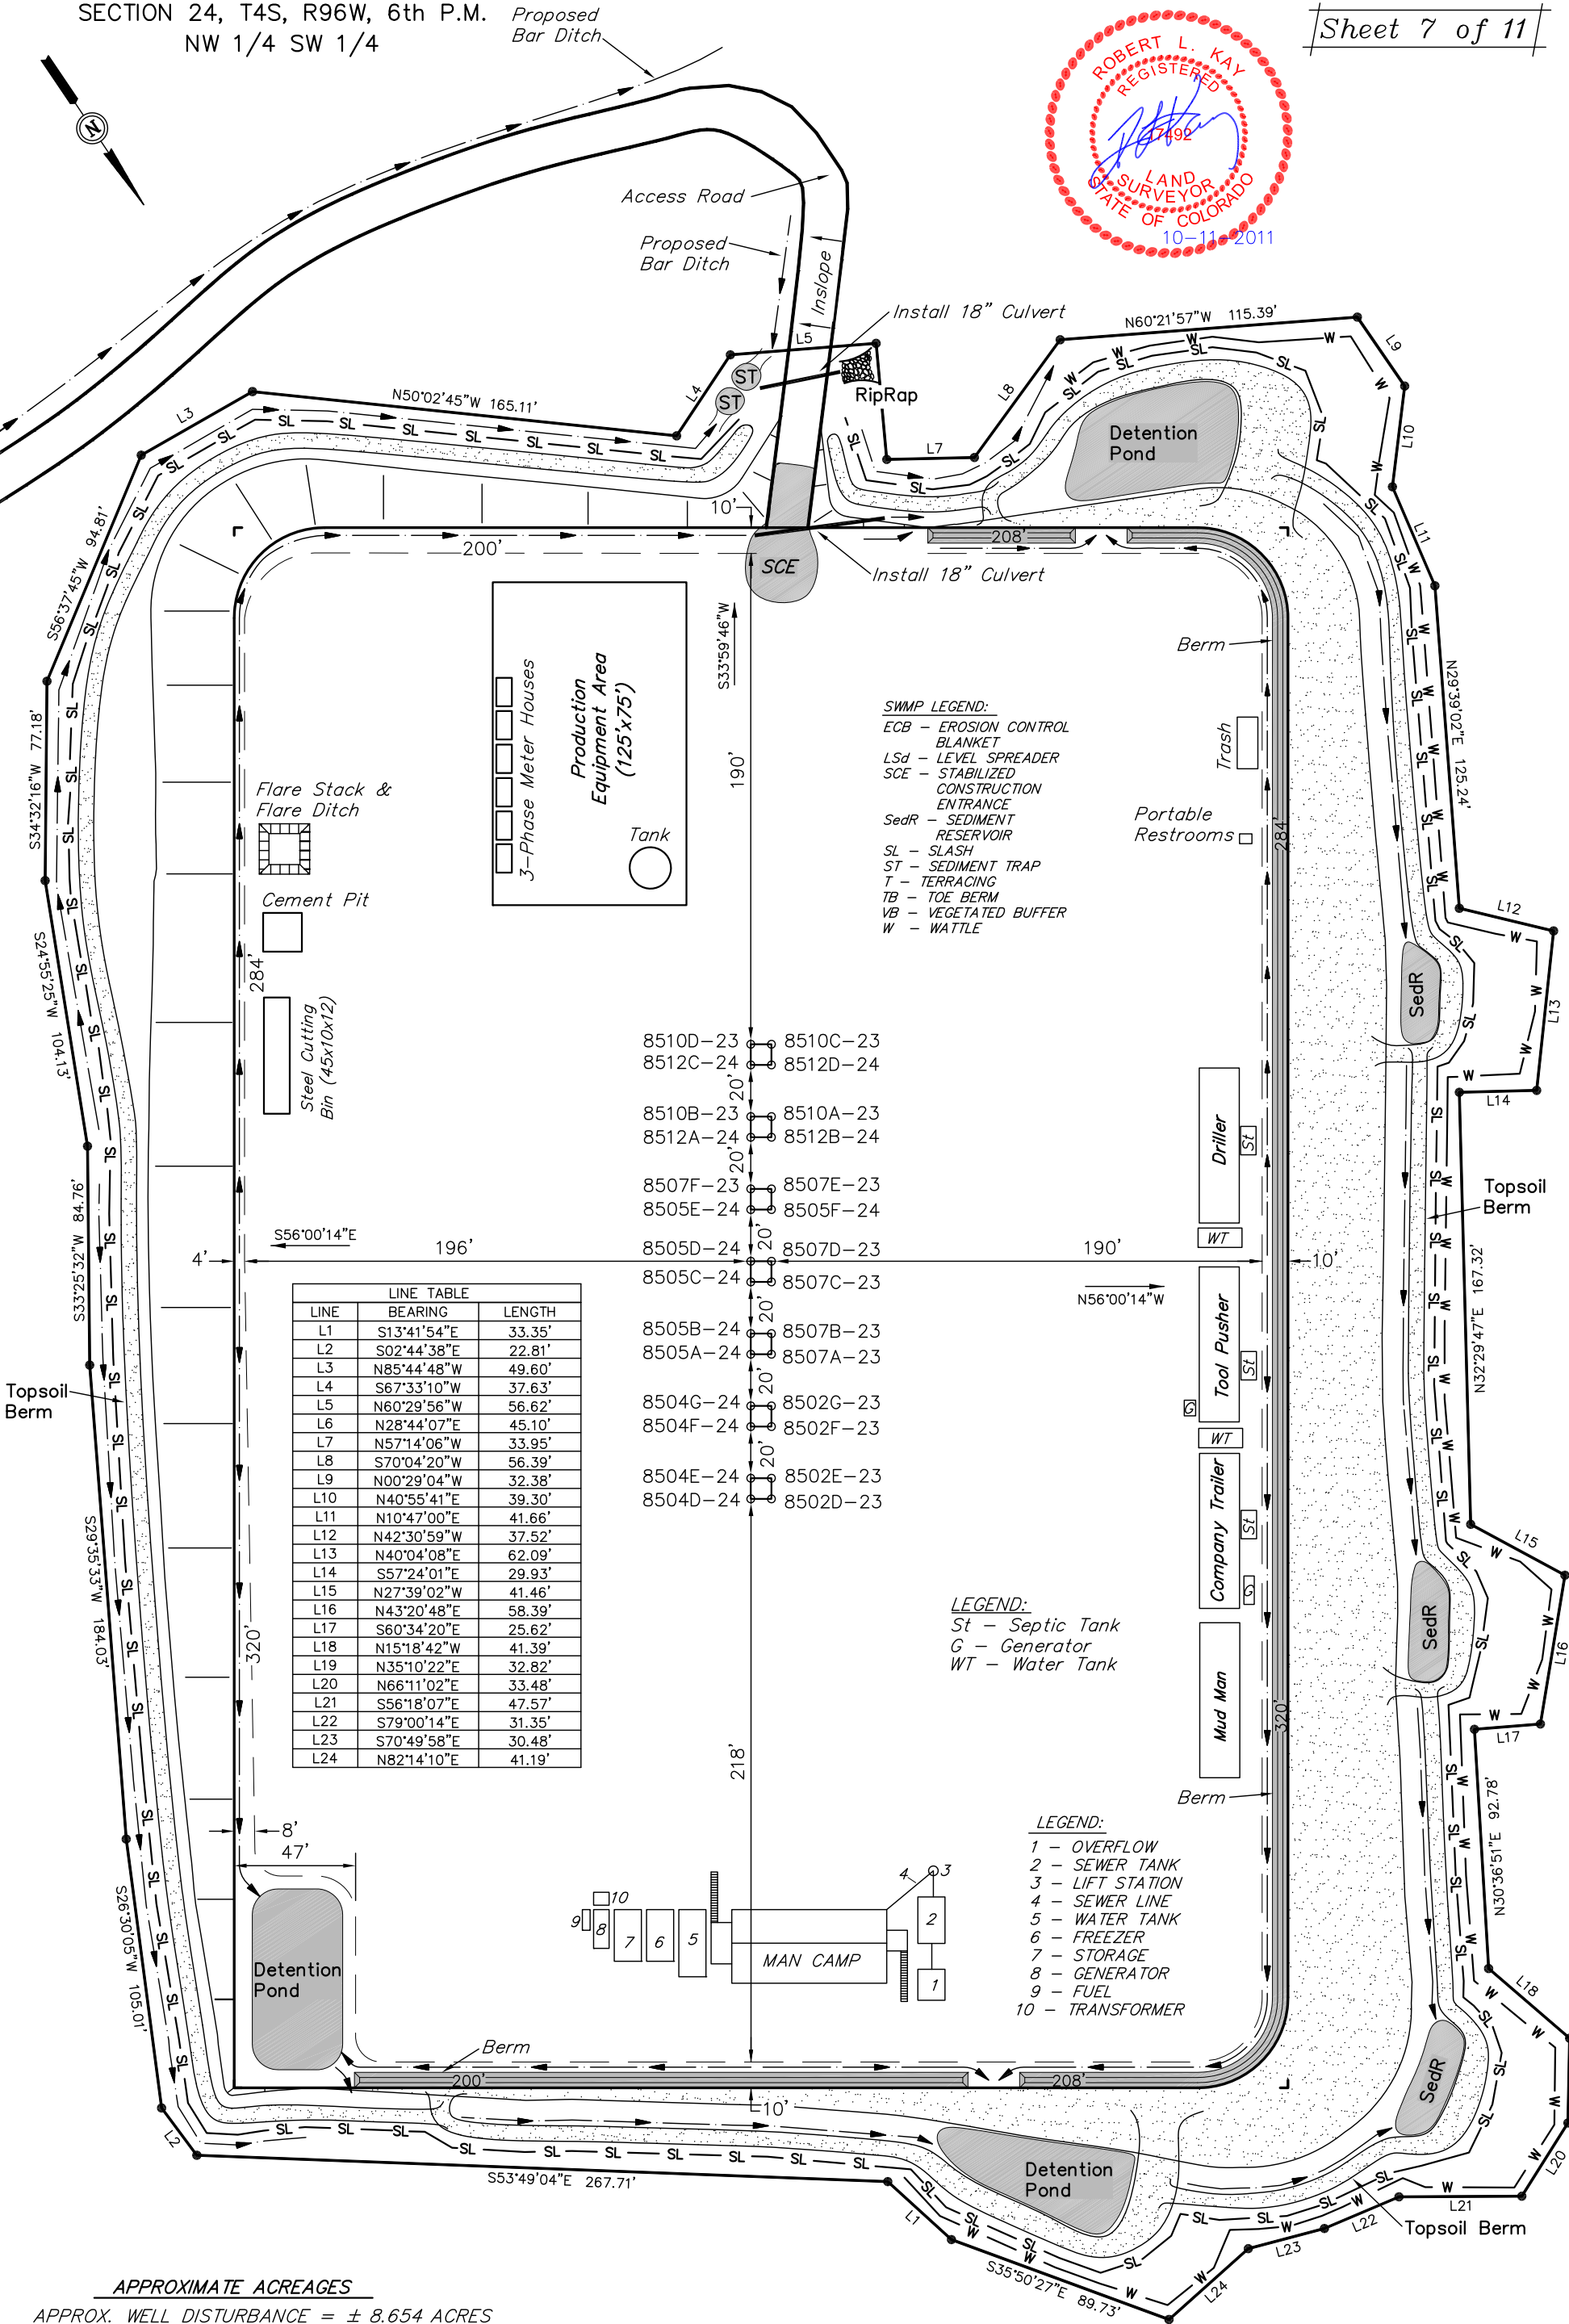 SECTION 24, T4S, R96W, 6th P.M.
NW 1/4 SW 1/4
Proposed
Bar Ditch
Sheet 7 of 11
ROBERT L. KAY
REGISTERED
LAND
SURVEYOR
STATE OF COLORADO
10-11-2011
N
Access Road
Proposed
Bar Ditch
Inslope
Install 18" Culvert
L5
L4
ST
ST
RipRap
L3
N50°02'45"W 165.11'
L7
L8
N60°21'57"W 115.39'
L9
L10
L11
Detention
Pond
S56°37'45"W 94.81'
10'
200'
208'
SCE
Install 18" Culvert
S33°59'46"W
Berm
N29°39'02"E 125.24'
S34°32'16"W 77.18'
3-Phase Meter Houses
Production
Equipment Area
(125'x75')
Tank
190'
SWMP LEGEND:
ECB - EROSION CONTROL
BLANKET
LSd - LEVEL SPREADER
SCE - STABILIZED
CONSTRUCTION
ENTRANCE
SedR - SEDIMENT
RESERVOIR
SL - SLASH
ST - SEDIMENT TRAP
T - TERRACING
TB - TOE BERM
VB - VEGETATED BUFFER
W - WATTLE
Trash
Portable
Restrooms
284'
Flare Stack &
Flare Ditch
Cement Pit
284'
Steel Cutting
Bin (45x10x12)
S24°55'25"W 104.13'
L12
L13
L14
SedR
8510D-23 8510C-23
8512C-24 8512D-24
20'
8510B-23 8510A-23
8512A-24 8512B-24
20'
8507F-23 8507E-23
8505E-24 8505F-24
20'
8505D-24 8507D-23
8505C-24 8507C-23
20'
8505B-24 8507B-23
8505A-24 8507A-23
20'
8504G-24 8502G-23
8504F-24 8502F-23
20'
8504E-24 8502E-23
8504D-24 8502D-23
Driller
St
WT
Topsoil
Berm
S56°00'14"E
4'
196'
190'
10'
N56°00'14"W
S33°25'32"W 84.76'
Topsoil
Berm
Tool Pusher
St
G
WT
N32°29'47"E 167.32'
LINE TABLE
LINE BEARING LENGTH
L1 S13°41'54"E 33.35'
L2 S02°44'38"E 22.81'
L3 N85°44'48"W 49.60'
L4 S67°33'10"W 37.63'
L5 N60°29'56"W 56.62'
L6 N28°44'07"E 45.10'
L7 N57°14'06"W 33.95'
L8 S70°04'20"W 56.39'
L9 N00°29'04"W 32.38'
L10 N40°55'41"E 39.30'
L11 N10°47'00"E 41.66'
L12 N42°30'59"W 37.52'
L13 N40°04'08"E 62.09'
L14 S57°24'01"E 29.93'
L15 N27°39'02"W 41.46'
L16 N43°20'48"E 58.39'
L17 S60°34'20"E 25.62'
L18 N15°18'42"W 41.39'
L19 N35°10'22"E 32.82'
L20 N66°11'02"E 33.48'
L21 S56°18'07"E 47.57'
L22 S79°00'14"E 31.35'
L23 S70°49'58"E 30.48'
L24 N82°14'10"E 41.19'
Company Trailer
St
G
L15
L16
L17
SedR
S29°35'33"W 184.03'
320'
LEGEND:
St - Septic Tank
G - Generator
WT - Water Tank
Mud Man
320'
218'
Berm
8'
47'
N30°36'51"E 92.78'
LEGEND:
1 - OVERFLOW
2 - SEWER TANK
3 - LIFT STATION
4 - SEWER LINE
5 - WATER TANK
6 - FREEZER
7 - STORAGE
8 - GENERATOR
9 - FUEL
10 - TRANSFORMER
10
9
8
7
6
5
MAN CAMP
4
3
2
1
S26°30'05"W 105.01'
Detention
Pond
L18
SedR
Berm
200'
208'
10'
L2
S53°49'04"E 267.71'
L1
Detention
Pond
L20
L21
L22
Topsoil Berm
L23
L24
S35°50'27"E 89.73'
APPROXIMATE ACREAGES
APPROX. WELL DISTURBANCE = ± 8.654 ACRES